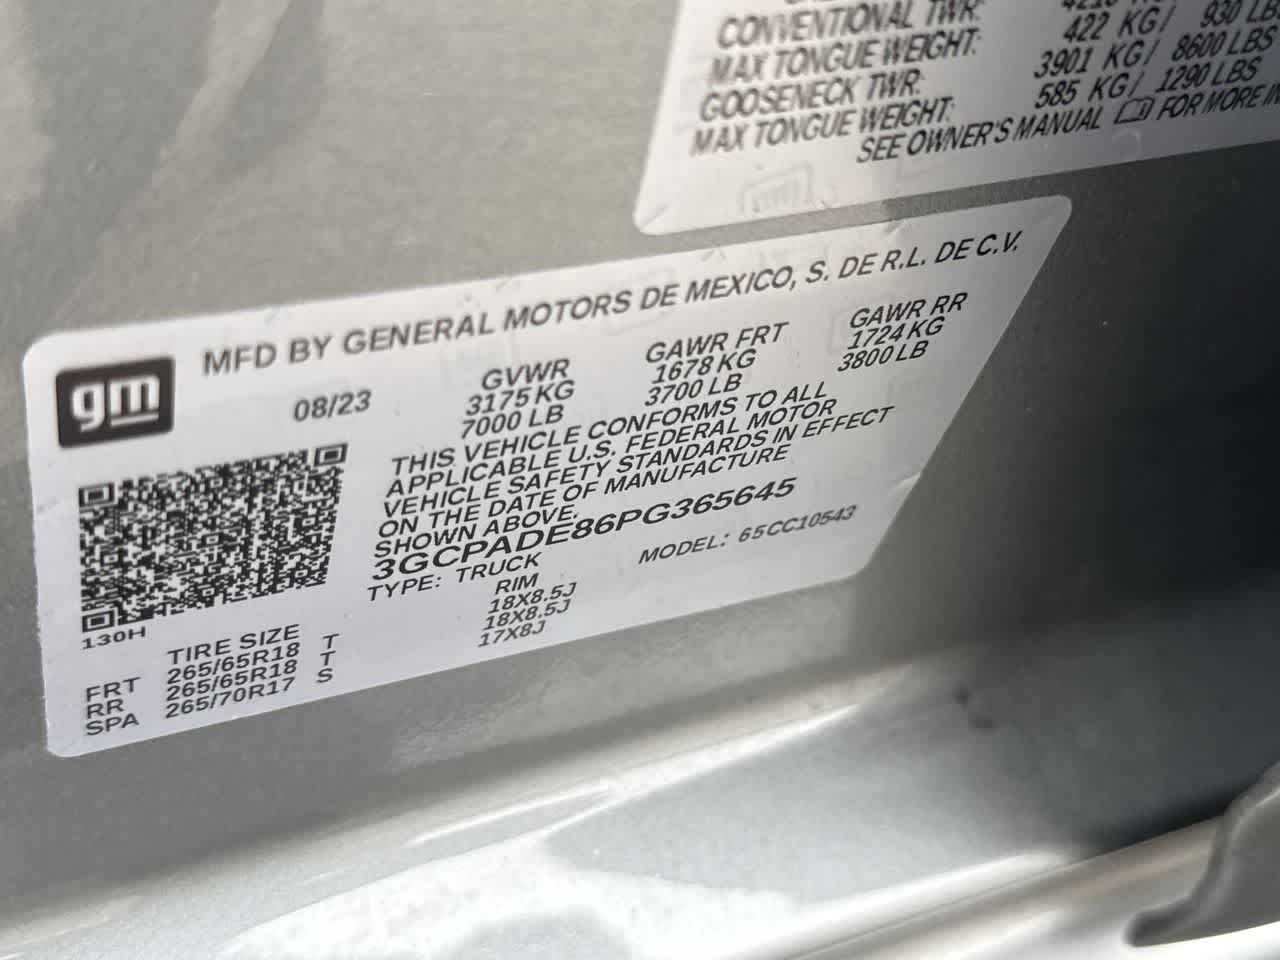 CONVENTIONAL TWR:
MAX TONGUE WEIGHT: 422 KG/ 930 LB
GOOSENECK TWR: 3901 KG/ 8600 LBS
MAX TONGUE WEIGHT: 585 KG/ 1290 LBS
SEE OWNER'S MANUAL FOR MORE
MFD BY GENERAL MOTORS DE MEXICO, S. DE R.L. DE C.V.
gm
08/23
GVWR GAWR FRT GAWR RR
3175 KG 1678 KG 1724 KG
7000 LB 3700 LB 3800 LB
THIS VEHICLE CONFORMS TO ALL
APPLICABLE U.S. FEDERAL MOTOR
VEHICLE SAFETY STANDARDS IN EFFECT
ON THE DATE OF MANUFACTURE
SHOWN ABOVE.
3GCPADE86PG365645
TYPE: TRUCK MODEL: 65CC10543
130H
TIRE SIZE RIM
FRT 265/65R18 T 18X8.5J
RR 265/65R18 T 18X8.5J
SPA 265/70R17 S 17X8J